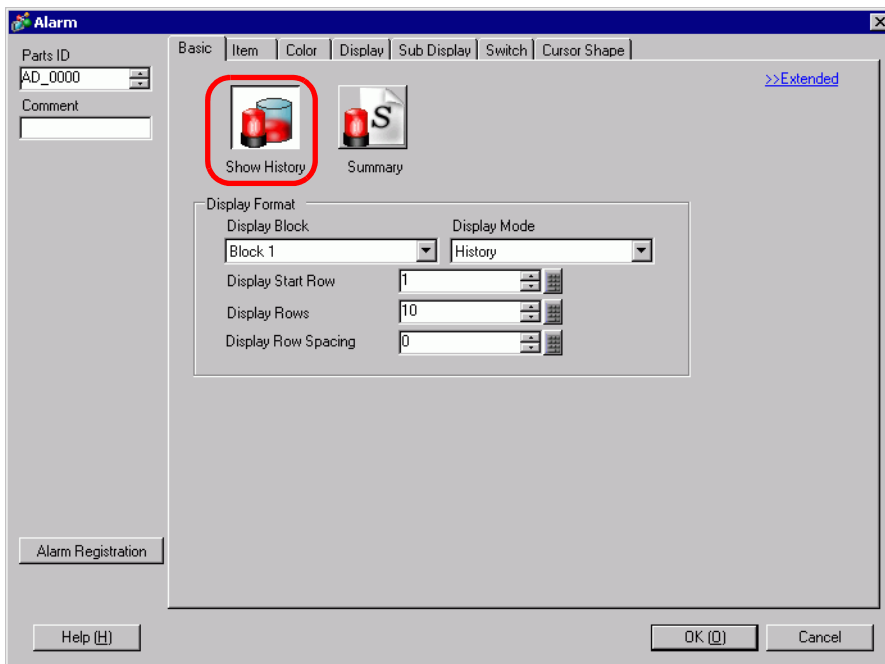 Alarm
Parts ID
AD_0000
Comment
Basic Item Color Display Sub Display Switch Cursor Shape
>>Extended
S
Show History Summary
Display Format
Display Block Display Mode
Block 1 History
Display Start Row 1
Display Rows 10
Display Row Spacing 0
Alarm Registration
Help (H) OK (O) Cancel